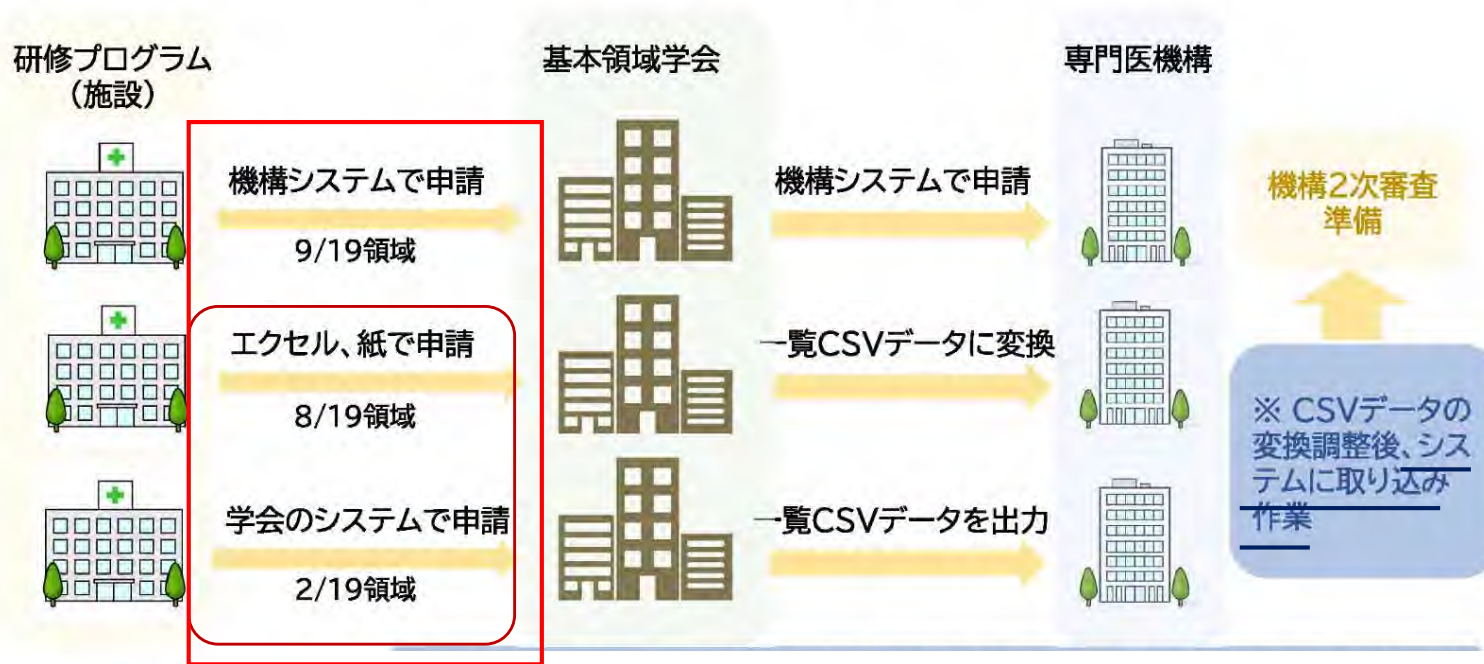 研修プログラム
（施設）
基本領域学会
専門医機構
機構システムで申請
9/19領域
機構システムで申請
機構2次審査
準備
エクセル、紙で申請
8/19領域
一覧CSVデータに変換
※ CSVデータの
変換調整後、シス
テムに取り込み
作業
学会のシステムで申請
2/19領域
一覧CSVデータを出力